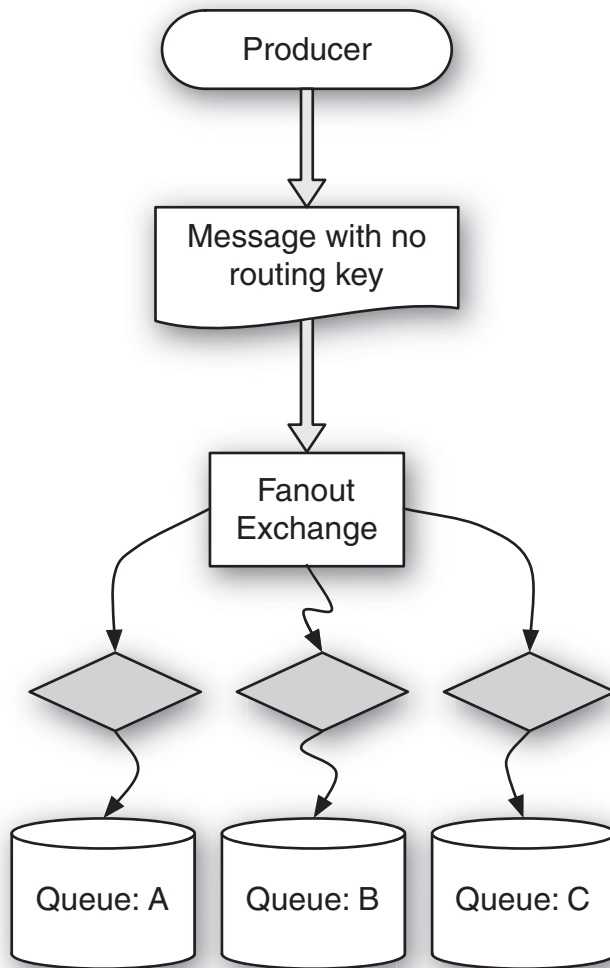 Producer
Message with no
routing key
Fanout
Exchange
Queue: A
Queue: B
Queue: C